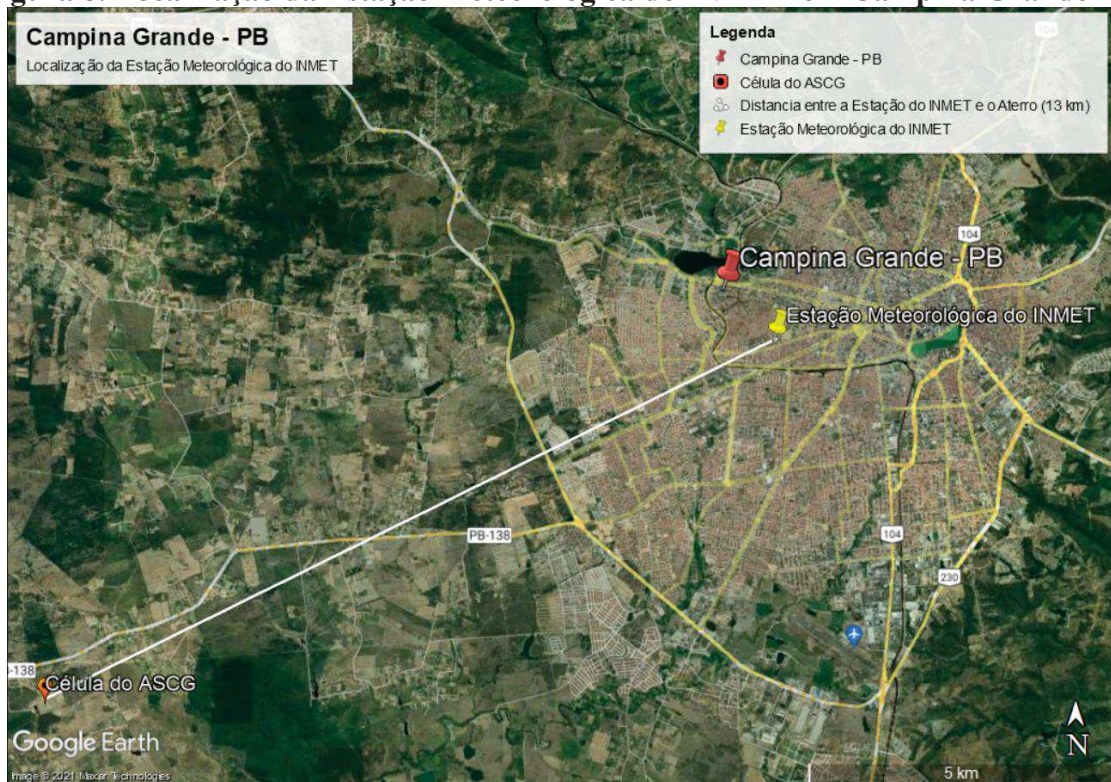 Campina Grande - PB
Localização da Estação Meteorológica do INMET
Legenda
Campina Grande - PB
Célula do ASCG
Distancia entre a Estação do INMET e o Aterro (13 km)
Estação Meteorológica do INMET
104
104
Campina Grande - PB
Estação Meteorológica do INMET
PB-138
104
230
-138
Célula do ASCG
Google Earth
Image © 2021 Maxar Technologies
N
5 km